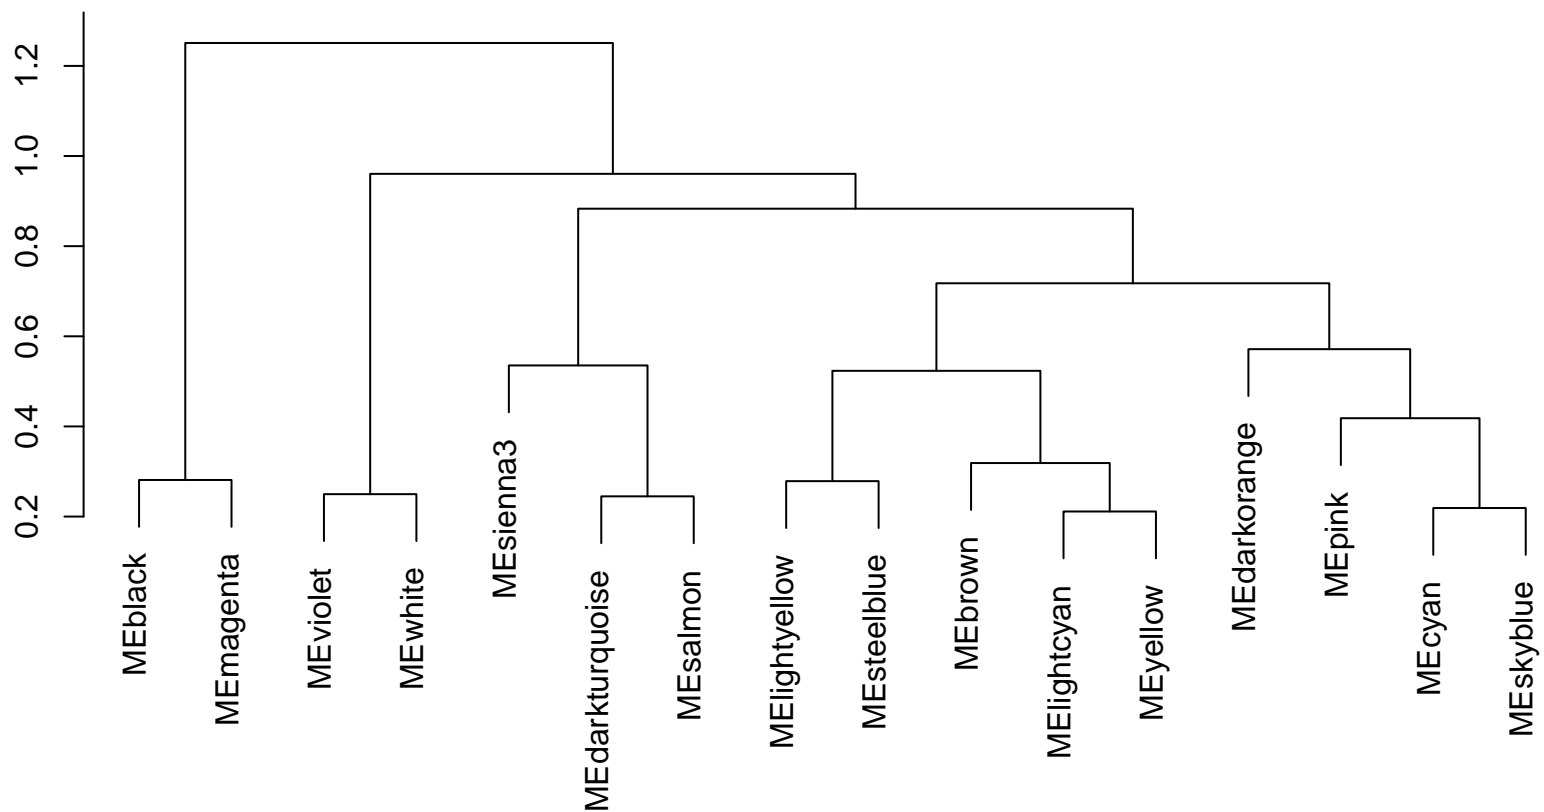 1.2
1.0
0.8
0.6
0.4
0.2
MEblack
MEmagenta
MEviolet
MEwhite
MEsienna3
MEdarkturquoise
MEsalmon
MElightyellow
MEsteelblue
MEbrown
MElightcyan
MEyellow
MEdarkorange
MEpink
MEcyan
MEskyblue